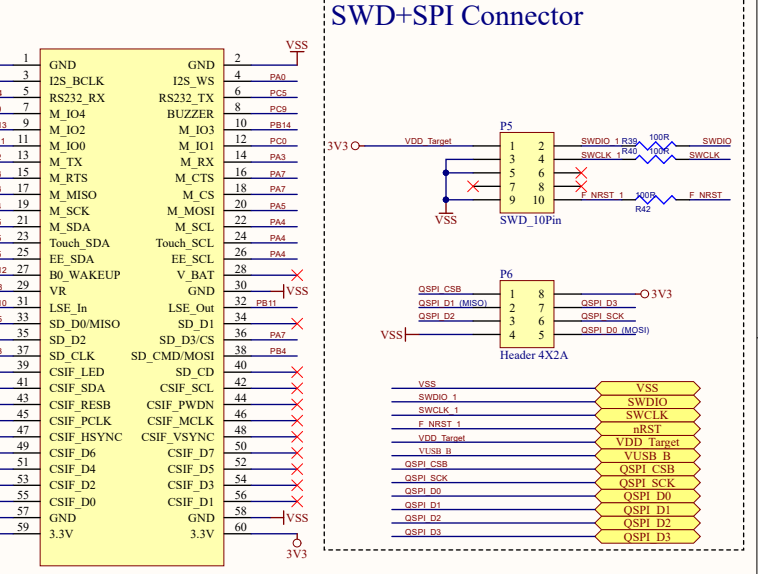 SWD+SPI Connector
VSS
1 GND GND 2
3 I2S_BCLK I2S_WS 4 PA0
5 RS232_RX RS232_TX 6 PC5
7 M_IO4 BUZZER 8 PC9
9 M_IO2 M_IO3 10 PB14
11 M_IO0 M_IO1 12 PC0
13 M_TX M_RX 14 PA3
15 M_RTS M_CTS 16 PA7
17 M_MISO M_CS 18 PA7
19 M_SCK M_MOSI 20 PA5
21 M_SDA M_SCL 22 PA4
23 Touch_SDA Touch_SCL 24 PA4
25 EE_SDA EE_SCL 26 PA4
27 B0_WAKEUP V_BAT 28
29 VR GND 30 VSS
31 LSE_In LSE_Out 32 PB11
33 SD_D0/MISO SD_D1 34
35 SD_D2 SD_D3/CS 36 PA7
37 SD_CLK SD_CMD/MOSI 38 PB4
39 CSIF_LED SD_CD 40
41 CSIF_SDA CSIF_SCL 42
43 CSIF_RESB CSIF_PWDN 44
45 CSIF_PCLK CSIF_MCLK 46
47 CSIF_HSYNC CSIF_VSYNC 48
49 CSIF_D6 CSIF_D7 50
51 CSIF_D4 CSIF_D5 52
53 CSIF_D2 CSIF_D3 54
55 CSIF_D0 CSIF_D1 56
57 GND GND 58 VSS
59 3.3V 3.3V 60
3V3
P5
3V3 VDD_Target 1 2 SWDIO_1 R39 100R SWDIO
3 4 SWCLK_1 R40 100R SWCLK
5 6
7 8
9 10 F_NRST_1 100R F_NRST
R42
VSS SWD_10Pin
P6
QSPI_CSB 1 8 3V3
QSPI_D1 (MISO) 2 7 QSPI_D3
QSPI_D2 3 6 QSPI_SCK
VSS 4 5 QSPI_D0 (MOSI)
Header 4X2A
VSS VSS
SWDIO_1 SWDIO
SWCLK_1 SWCLK
F_NRST_1 nRST
VDD_Target VDD_Target
VUSB_B VUSB_B
QSPI_CSB QSPI_CSB
QSPI_SCK QSPI_SCK
QSPI_D0 QSPI_D0
QSPI_D1 QSPI_D1
QSPI_D2 QSPI_D2
QSPI_D3 QSPI_D3